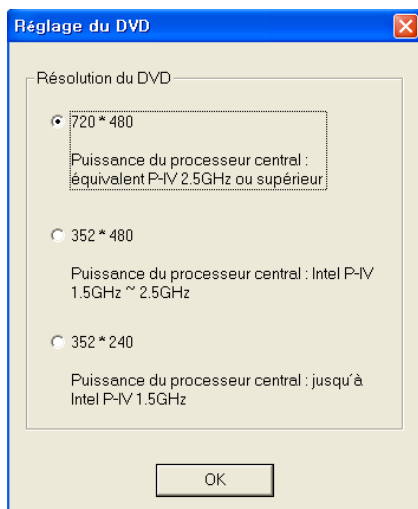 Réglage du DVD
Résolution du DVD
720 * 480
Puissance du processeur central :
équivalent P-IV 2.5GHz ou supérieur
352 * 480
Puissance du processeur central : Intel P-IV
1.5GHz ~ 2.5GHz
352 * 240
Puissance du processeur central : jusqu'à
Intel P-IV 1.5GHz
OK